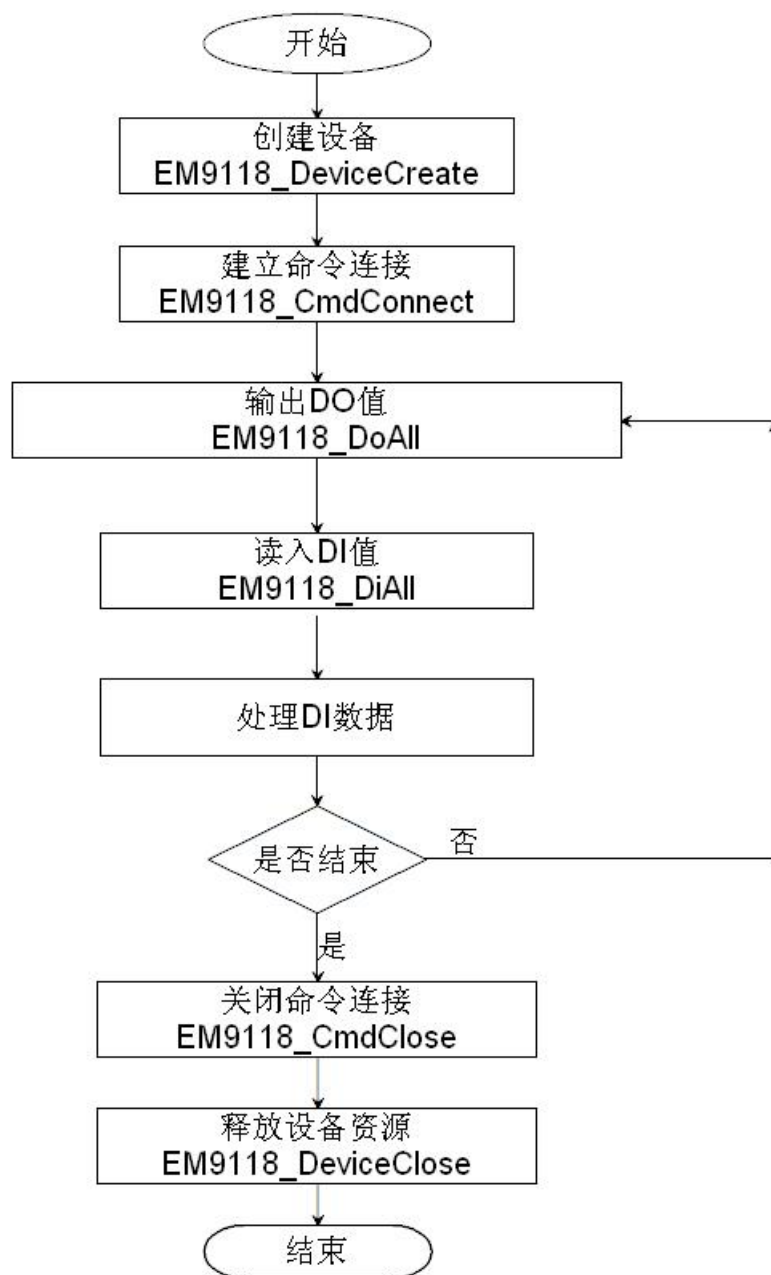 开始
创建设备
EM9118_DeviceCreate
建立命令连接
EM9118_CmdConnect
输出DO值
EM9118_DoAll
读入DI值
EM9118_DiAll
处理DI数据
是否结束
否
是
关闭命令连接
EM9118_CmdClose
释放设备资源
EM9118_DeviceClose
结束